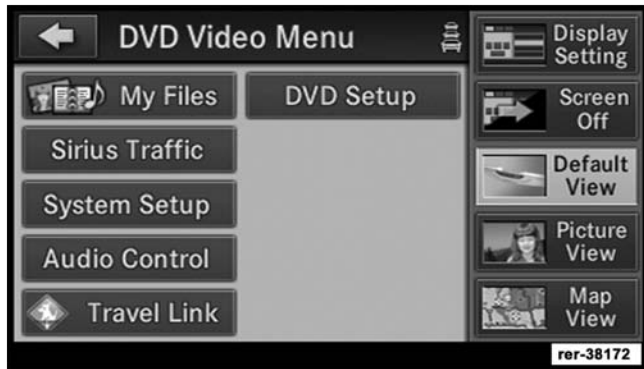 DVD Video Menu
My Files
DVD Setup
Sirius Traffic
System Setup
Audio Control
Travel Link
Display
Setting
Screen
Off
Default
View
Picture
View
Map
View
rer-38172